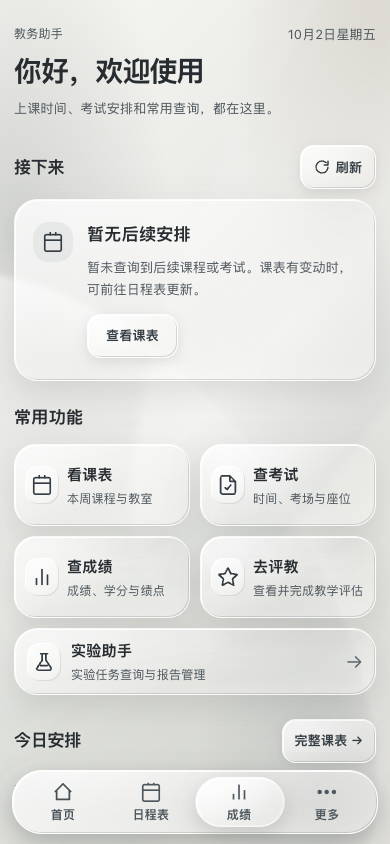 教务助手
10月2日星期五
你好，欢迎使用
上课时间、考试安排和常用查询，都在这里。
接下来
刷新
暂无后续安排
暂未查询到后续课程或考试。课表有变动时，
可前往日程表更新。
查看课表
常用功能
看课表
本周课程与教室
查考试
时间、考场与座位
查成绩
成绩、学分与绩点
去评教
查看并完成教学评估
实验助手
实验任务查询与报告管理
今日安排
完整课表
首页
日程表
成绩
更多